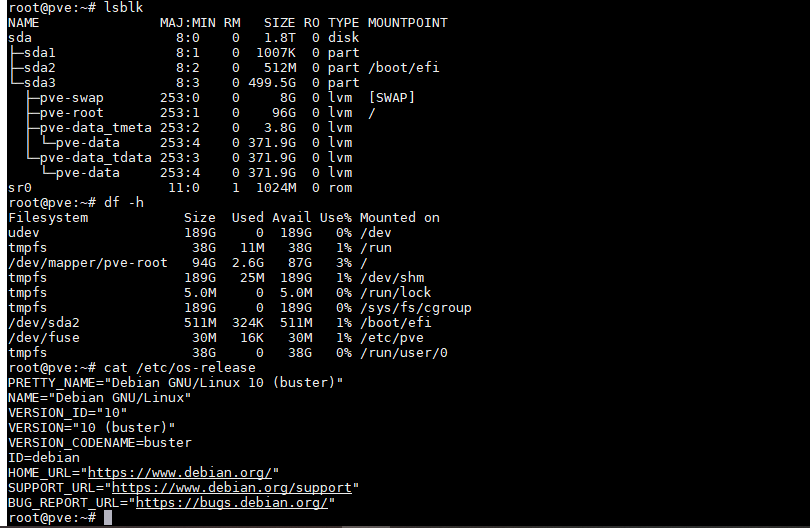 root@pve:~# lsblk
NAME               MAJ:MIN RM   SIZE RO TYPE MOUNTPOINT
sda                  8:0    0   1.8T  0 disk
├─sda1               8:1    0  1007K  0 part
├─sda2               8:2    0   512M  0 part /boot/efi
└─sda3               8:3    0 499.5G  0 part
  ├─pve-swap       253:0    0     8G  0 lvm  [SWAP]
  ├─pve-root       253:1    0    96G  0 lvm  /
  ├─pve-data_tmeta 253:2    0   3.8G  0 lvm
  │ └─pve-data     253:4    0 371.9G  0 lvm
  └─pve-data_tdata 253:3    0 371.9G  0 lvm
    └─pve-data     253:4    0 371.9G  0 lvm
sr0                 11:0    1  1024M  0 rom
root@pve:~# df -h
Filesystem            Size  Used Avail Use% Mounted on
udev                  189G     0  189G   0% /dev
tmpfs                  38G   11M   38G   1% /run
/dev/mapper/pve-root   94G  2.6G   87G   3% /
tmpfs                 189G   25M  189G   1% /dev/shm
tmpfs                 5.0M     0  5.0M   0% /run/lock
tmpfs                 189G     0  189G   0% /sys/fs/cgroup
/dev/sda2             511M  324K  511M   1% /boot/efi
/dev/fuse              30M   16K   30M   1% /etc/pve
tmpfs                  38G     0   38G   0% /run/user/0
root@pve:~# cat /etc/os-release
PRETTY_NAME="Debian GNU/Linux 10 (buster)"
NAME="Debian GNU/Linux"
VERSION_ID="10"
VERSION="10 (buster)"
VERSION_CODENAME=buster
ID=debian
HOME_URL="https://www.debian.org/"
SUPPORT_URL="https://www.debian.org/support"
BUG_REPORT_URL="https://bugs.debian.org/"
root@pve:~#